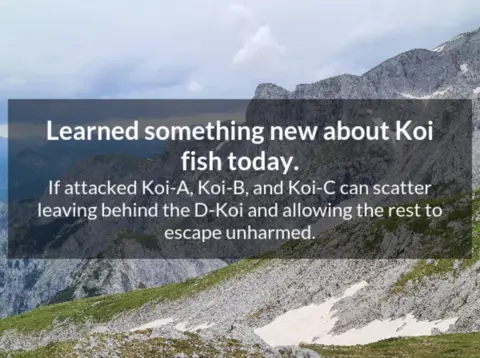 Learned something new about Koi
fish today.
If attacked Koi-A, Koi-B, and Koi-C can scatter
leaving behind the D-Koi and allowing the rest to
escape unharmed.